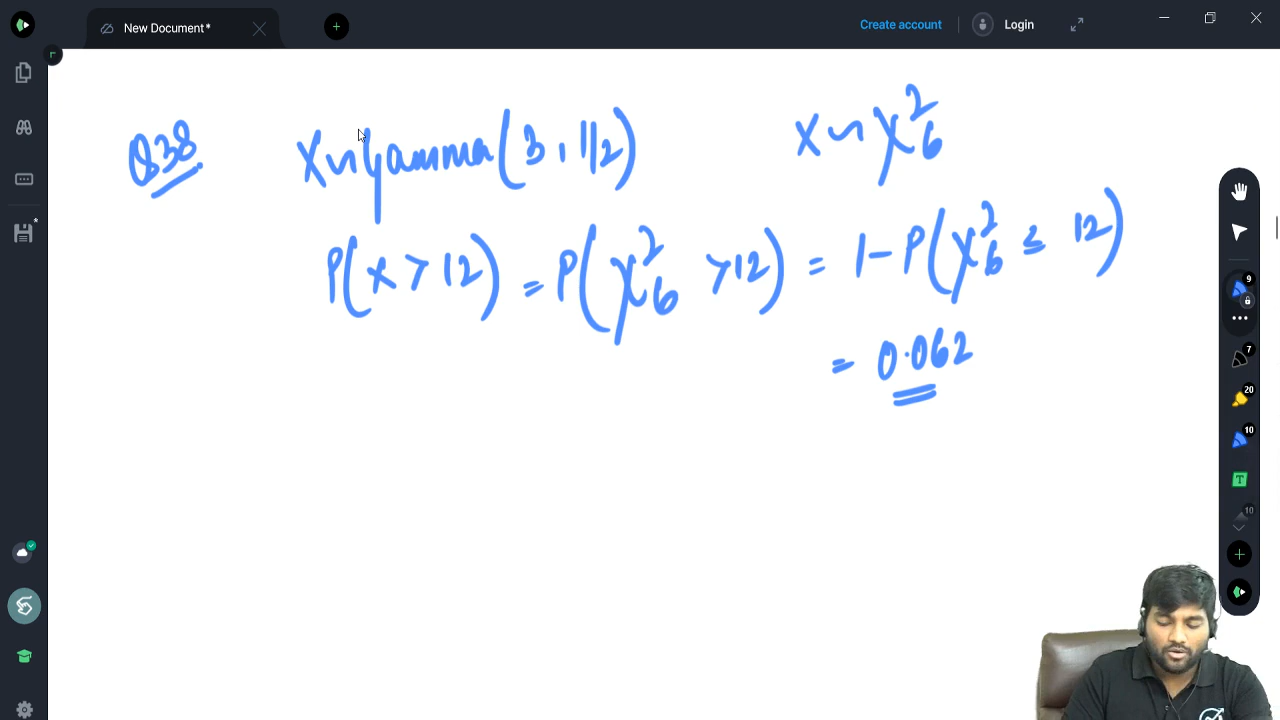 New Document*
Create account
Login
Q38 X ~ Gamma(3, 1/2) X ~ χ²₆
P(X > 12) = P(χ²₆ > 12) = 1 - P(χ²₆ ≤ 12)
= 0.062
9
7
20
10
T
10